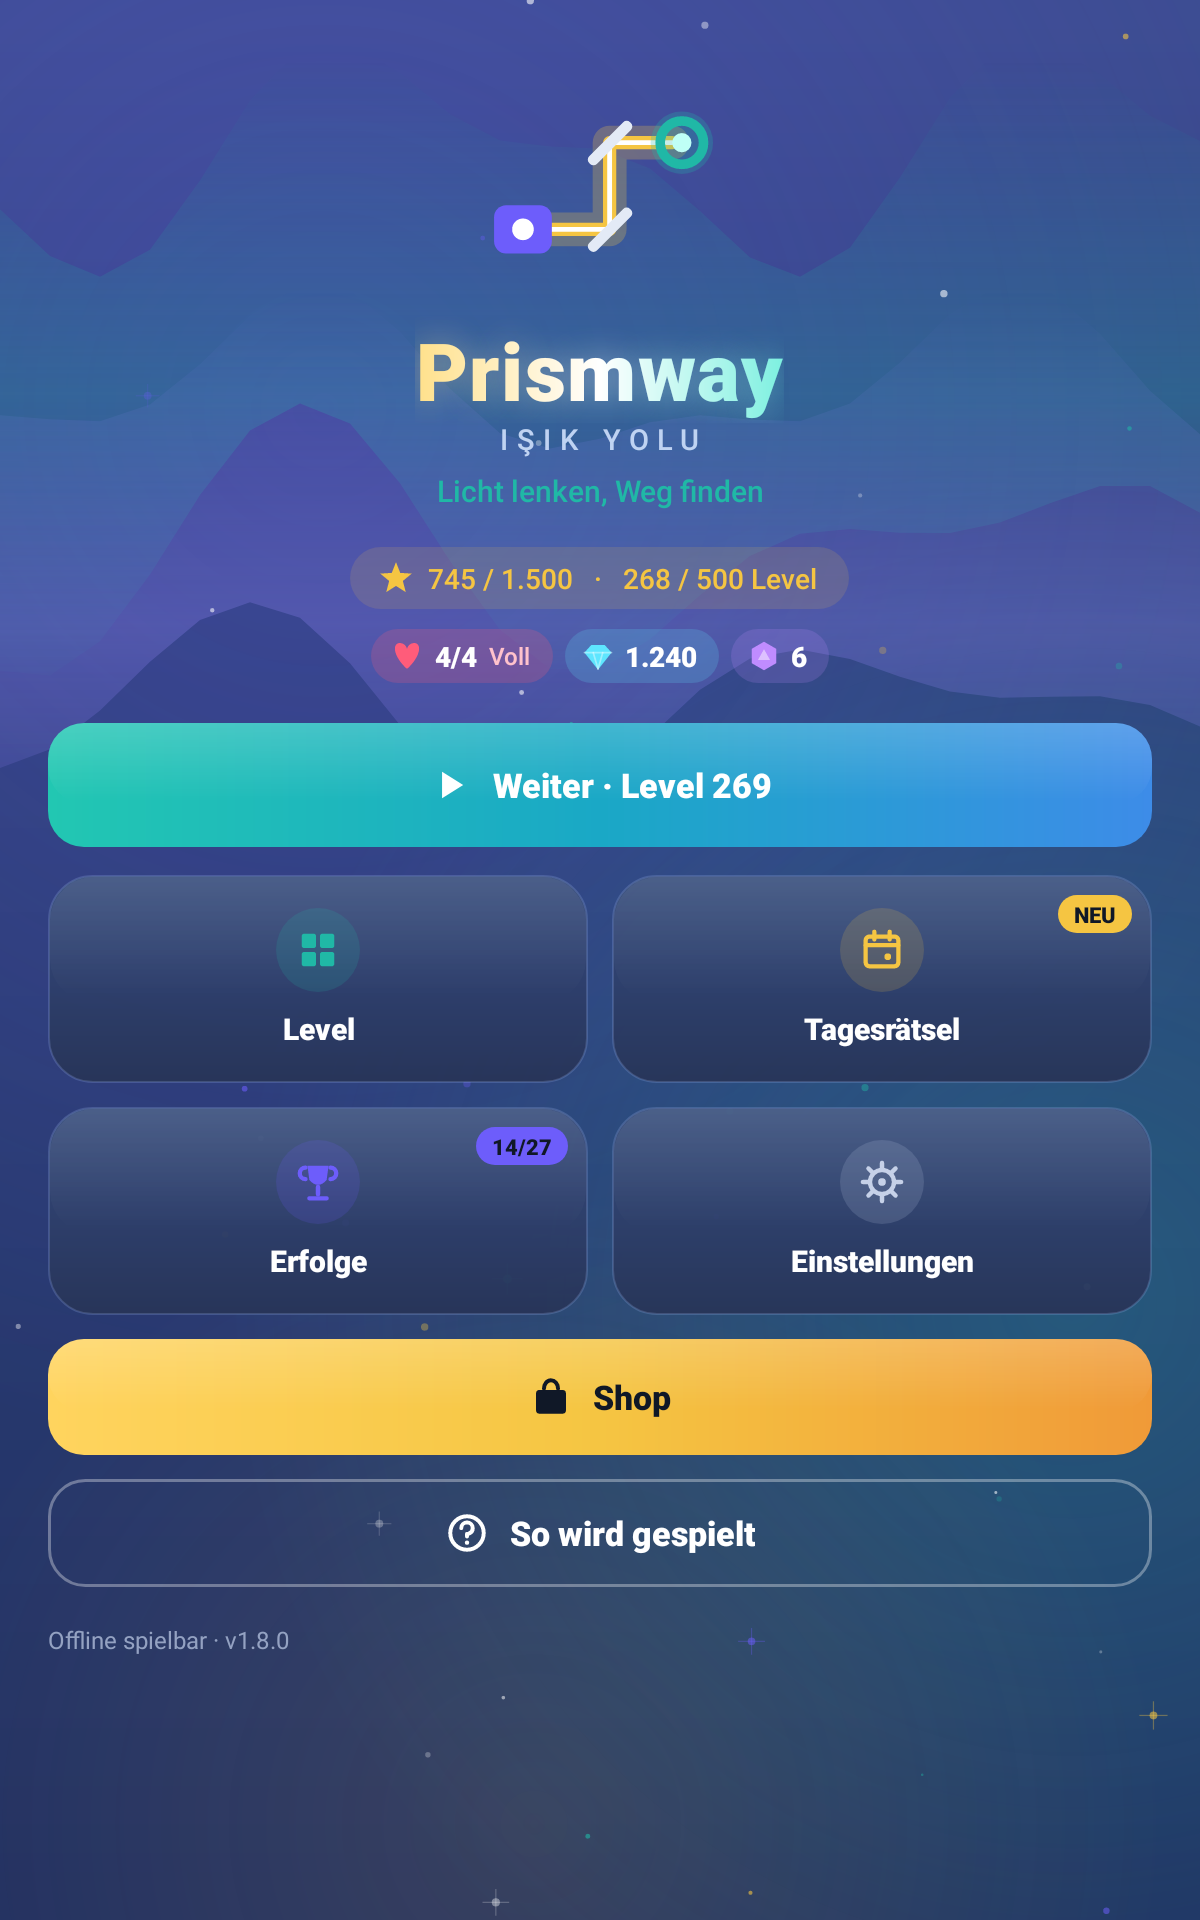 Prismway
IŞIK YOLU
Licht lenken, Weg finden
745 / 1.500 · 268 / 500 Level
4/4 Voll 1.240 6
Weiter · Level 269
Level
NEU
Tagesrätsel
14/27
Erfolge
Einstellungen
Shop
So wird gespielt
Offline spielbar · v1.8.0